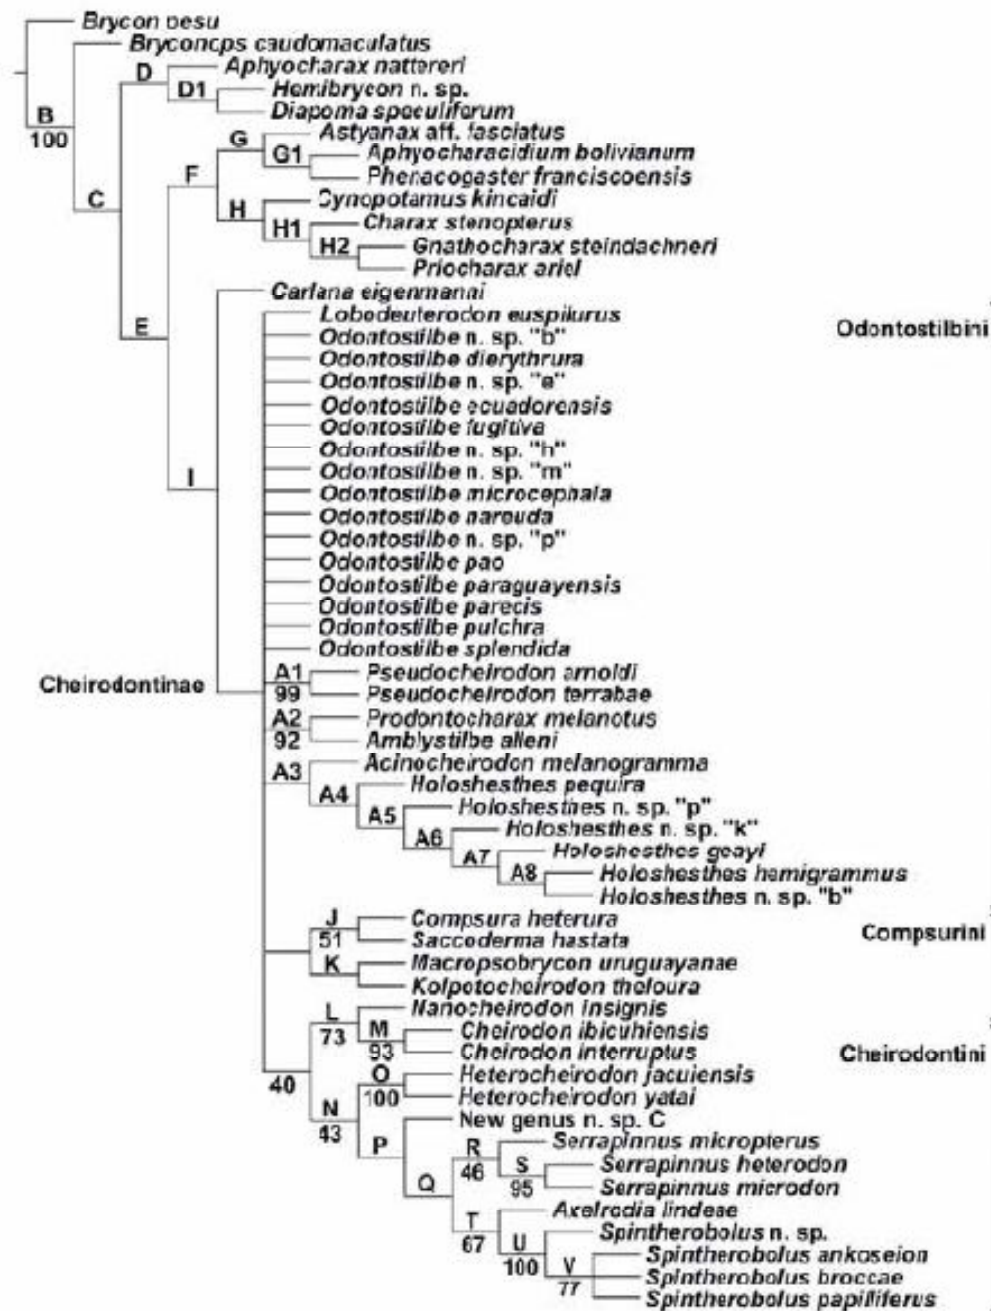 Brycon pesu
Bryconops caudomaculatus
D Aphyocharax nattereri
D1 Hemibrycon n. sp.
Diapoma speculiferum
B
100
G Astyanax aff. fasciatus
G1 Aphyocharacidium bolivianum
Phenacogaster franciscoensis
F
C
H Cynopotamus kincaidi
H1 Charax stenopterus
H2 Gnathocharax steindachneri
Priocharax ariel
Carlana eigenmanni
E
Lobedeuterodon euspilurus
Odontostilbini
Odontostilbe n. sp. "b"
Odontostilbe dierythrura
Odontostilbe n. sp. "e"
Odontostilbe ecuadorensis
Odontostilbe fugitiva
Odontostilbe n. sp. "h"
I
Odontostilbe n. sp. "m"
Odontostilbe microcephala
Odontostilbe nareuda
Odontostilbe n. sp. "p"
Odontostilbe pao
Odontostilbe paraguayensis
Odontostilbe parecis
Odontostilbe pulchra
Odontostilbe splendida
Cheirodontinae
A1 Pseudocheirodon arnoldi
99 Pseudocheirodon terrabae
A2 Prodontocharax melanotus
92 Amblystilbe alleni
A3 Acinocheirodon melanogramma
A4 Holoshesthes pequira
A5 Holoshesthes n. sp. "p"
A6 Holoshesthes n. sp. "k"
A7 Holoshesthes geayi
A8 Holoshesthes hemigrammus
Holoshesthes n. sp. "b"
J Compsura heterura
Compsurini
51 Saccoderma hastata
K Macropsobrycon uruguayanae
Kolpotocheirodon theloura
L Nanocheirodon insignis
73 M Cheirodon ibicuhiensis
93 Cheirodon interruptus
Cheirodontini
40
O Heterocheirodon jacuiensis
100 Heterocheirodon yatai
N
43
New genus n. sp. C
P
R Serrapinnus micropterus
46 S Serrapinnus heterodon
95 Serrapinnus microdon
Q
T Axelrodia lindeae
67 U Spintherobolus n. sp.
100 V Spintherobolus ankoseion
77 Spintherobolus broccae
Spintherobolus papilliferus